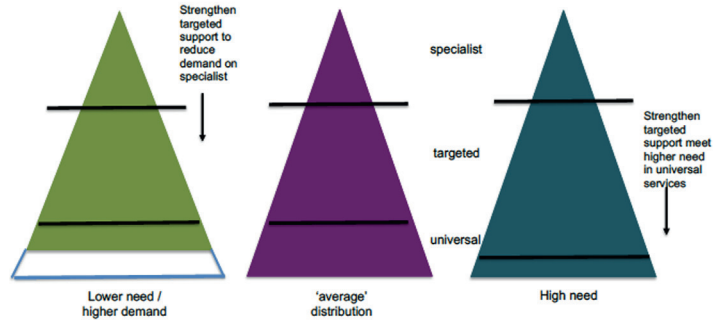 Strengthen
targeted
support to
reduce
demand on
specialist
specialist
targeted
universal
Strengthen
targeted
support meet
higher need
in universal
services
Lower need /
higher demand
‘average’
distribution
High need